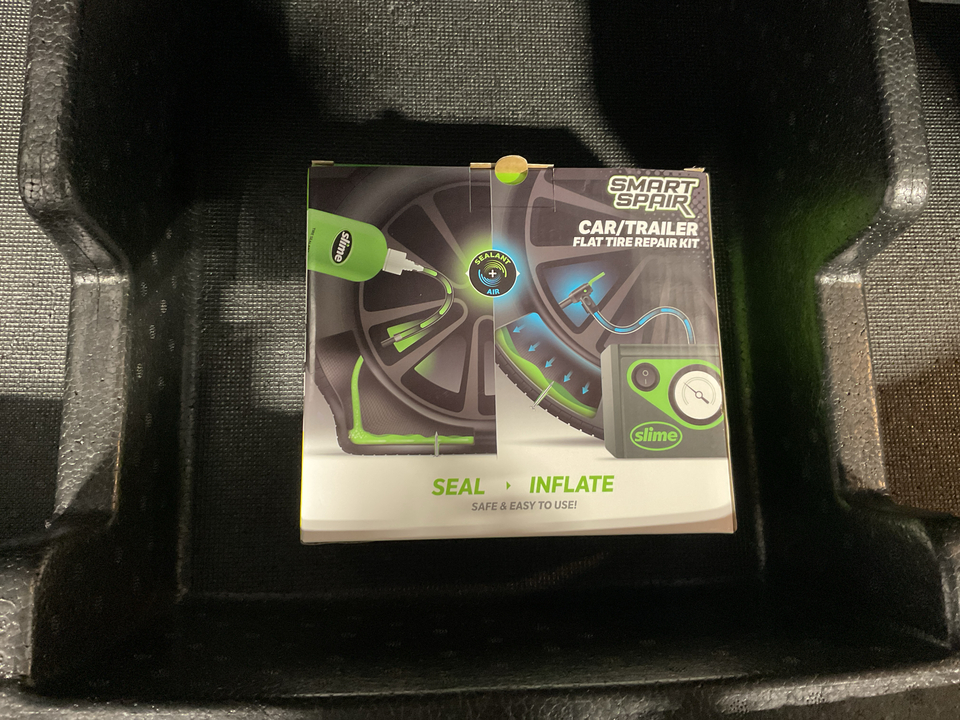 SMART
SPAIR
CAR/TRAILER
FLAT TIRE REPAIR KIT
slime
SEALANT
+
AIR
slime
SEAL INFLATE
SAFE & EASY TO USE!